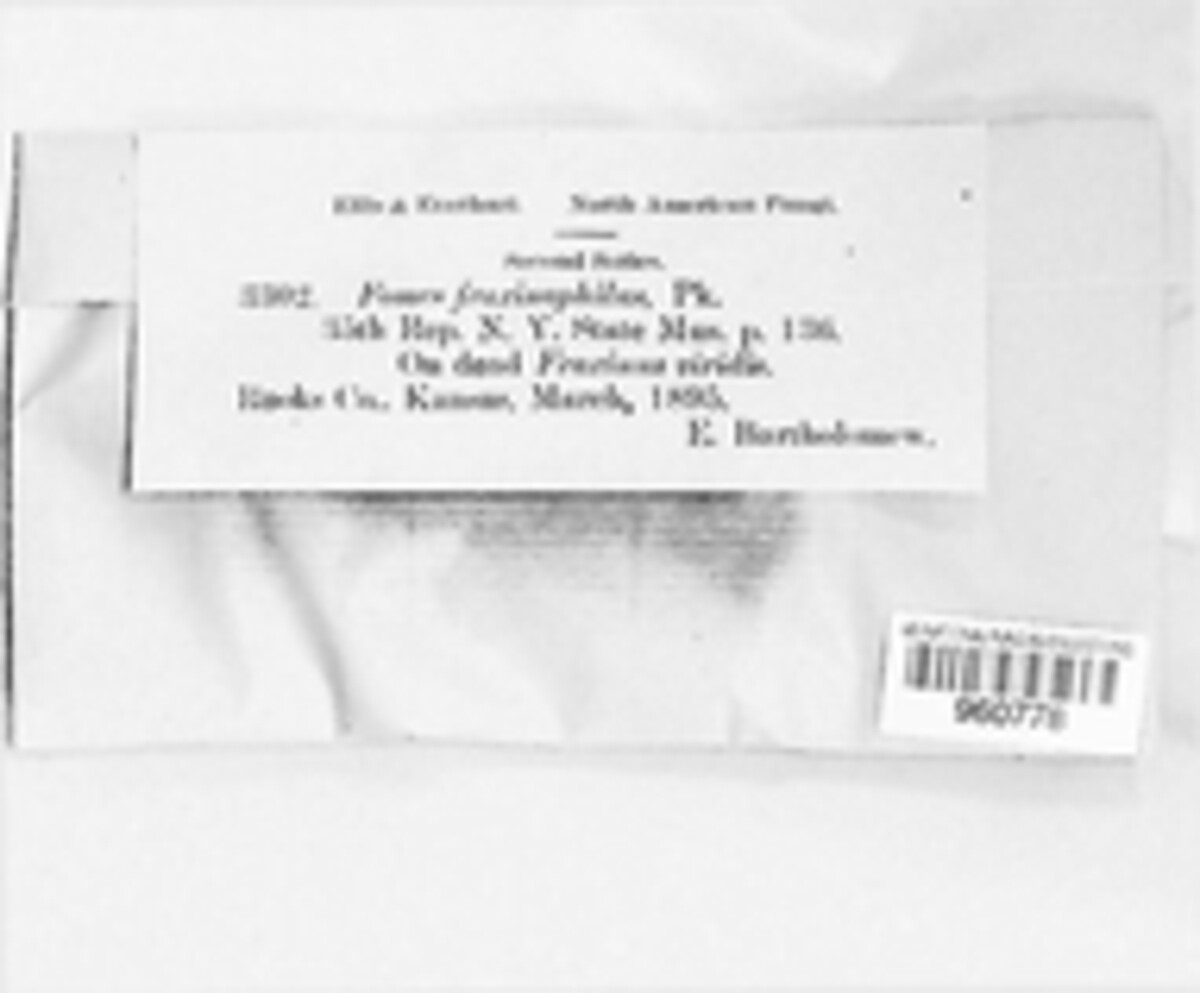 Ellis & Everhart. North American Fungi.
Second Series.
3302. Fomes fraxinophilus, Pk.
35th Rep. N. Y. State Mus. p. 136.
On dead Fraxinus viridis.
Rooks Co., Kansas, March, 1895.
E. Bartholomew.
960778